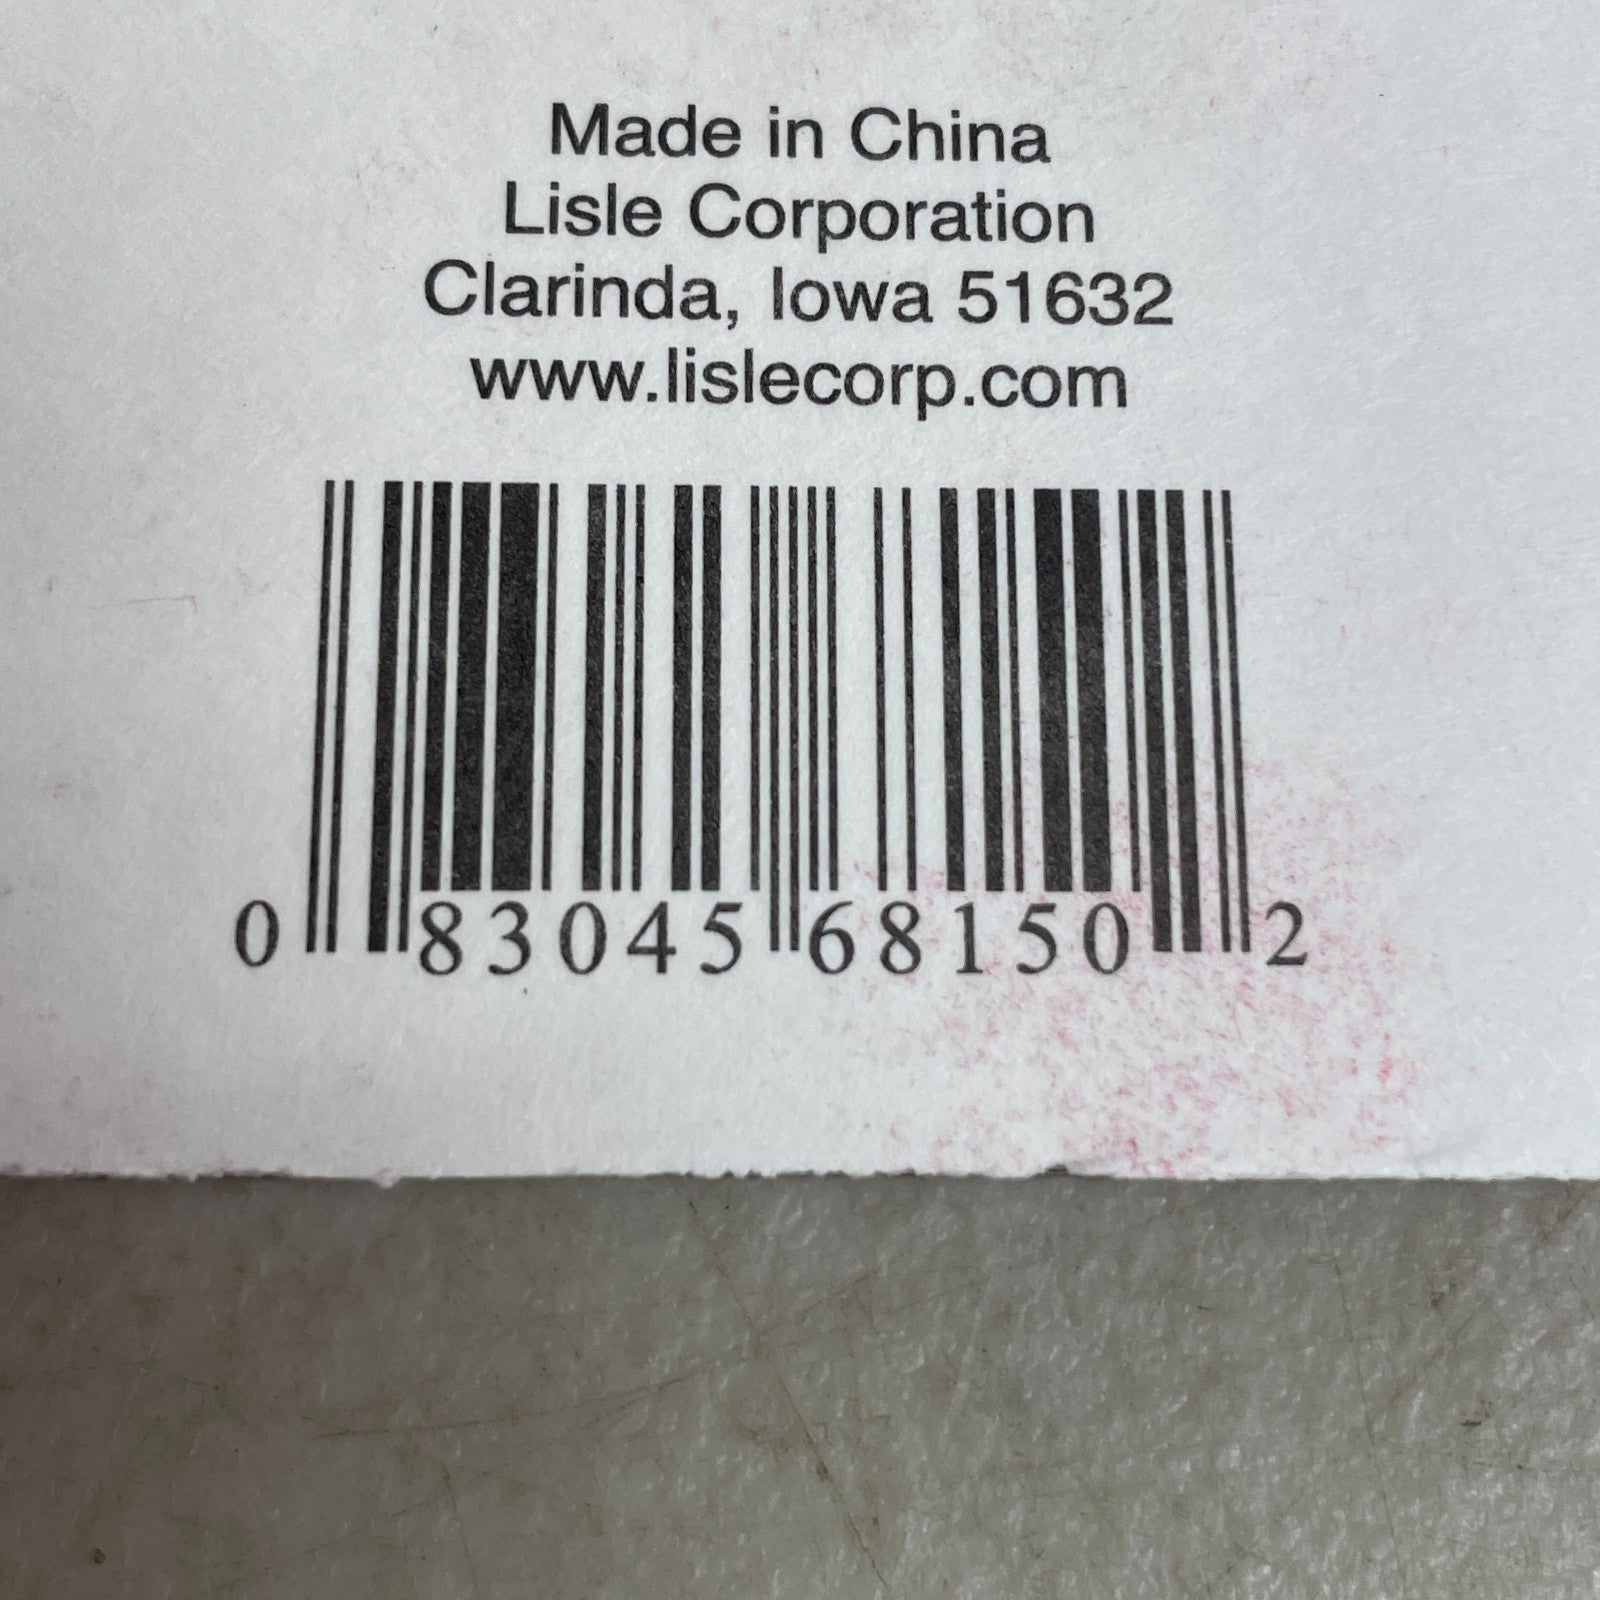 Made in China
Lisle Corporation
Clarinda, Iowa 51632
www.lislecorp.com
0 83045 68150 2